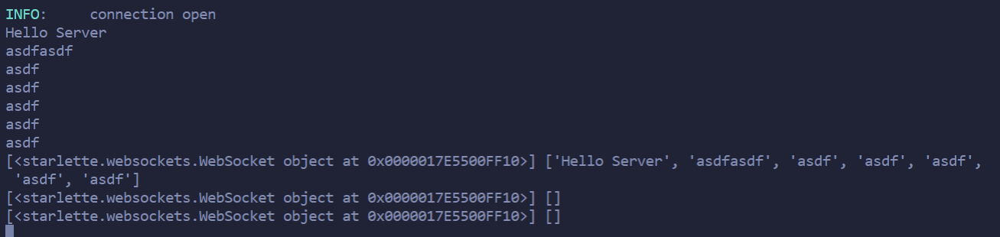 INFO:     connection open
Hello Server
asdfasdf
asdf
asdf
asdf
asdf
asdf
[<starlette.websockets.WebSocket object at 0x0000017E5500FF10>] ['Hello Server', 'asdfasdf', 'asdf', 'asdf', 'asdf',
 'asdf', 'asdf']
[<starlette.websockets.WebSocket object at 0x0000017E5500FF10>] []
[<starlette.websockets.WebSocket object at 0x0000017E5500FF10>] []